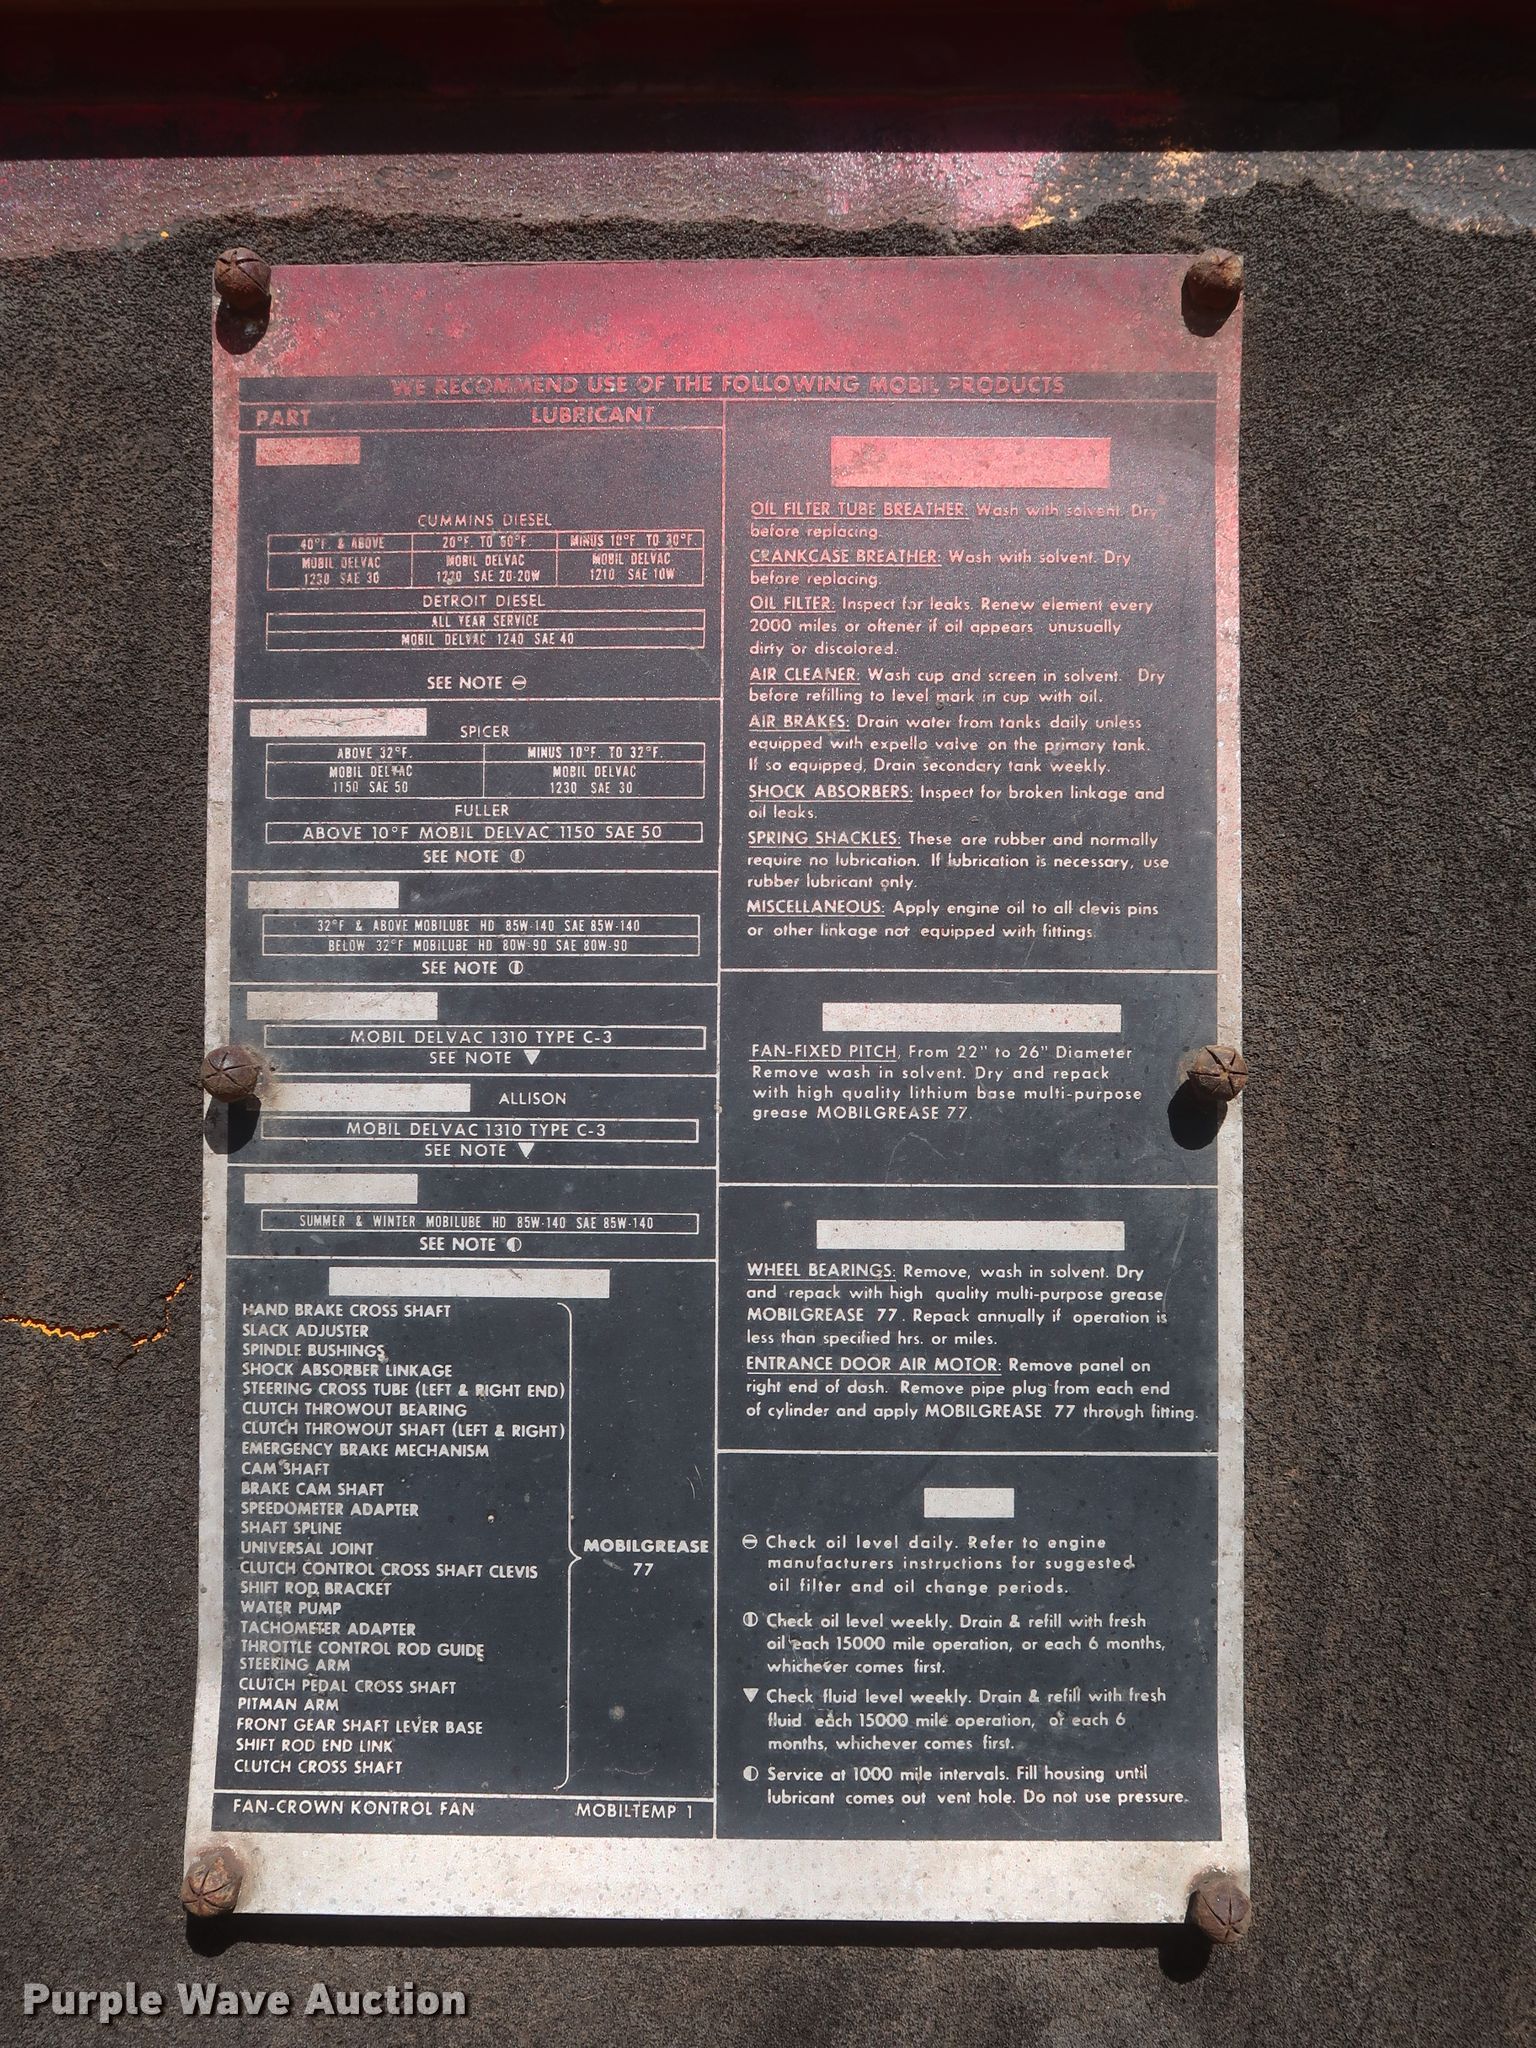 WE RECOMMEND USE OF THE FOLLOWING MOBIL PRODUCTS
PART LUBRICANT
CUMMINS DIESEL
40°F. & ABOVE 20°F. TO 60°F. MINUS 10°F. TO 30°F.
MOBIL DELVAC MOBIL DELVAC MOBIL DELVAC
1230 SAE 30 1220 SAE 20-20W 1210 SAE 10W
DETROIT DIESEL
ALL YEAR SERVICE
MOBIL DELVAC 1240 SAE 40
SEE NOTE ⊖
SPICER
ABOVE 32°F. MINUS 10°F. TO 32°F.
MOBIL DELVAC MOBIL DELVAC
1150 SAE 50 1230 SAE 30
FULLER
ABOVE 10°F MOBIL DELVAC 1150 SAE 50
SEE NOTE ⦶
32°F & ABOVE MOBILUBE HD 85W-140 SAE 85W-140
BELOW 32°F MOBILUBE HD 80W-90 SAE 80W-90
SEE NOTE ⦶
MOBIL DELVAC 1310 TYPE C-3
SEE NOTE ▼
ALLISON
MOBIL DELVAC 1310 TYPE C-3
SEE NOTE ▼
SUMMER & WINTER MOBILUBE HD 85W-140 SAE 85W-140
SEE NOTE ◐
HAND BRAKE CROSS SHAFT
SLACK ADJUSTER
SPINDLE BUSHINGS
SHOCK ABSORBER LINKAGE
STEERING CROSS TUBE (LEFT & RIGHT END)
CLUTCH THROWOUT BEARING
CLUTCH THROWOUT SHAFT (LEFT & RIGHT)
EMERGENCY BRAKE MECHANISM
CAM SHAFT
BRAKE CAM SHAFT
SPEEDOMETER ADAPTER
SHAFT SPLINE
UNIVERSAL JOINT
CLUTCH CONTROL CROSS SHAFT CLEVIS
SHIFT ROD BRACKET
WATER PUMP
TACHOMETER ADAPTER
THROTTLE CONTROL ROD GUIDE
STEERING ARM
CLUTCH PEDAL CROSS SHAFT
PITMAN ARM
FRONT GEAR SHAFT LEVER BASE
SHIFT ROD END LINK
CLUTCH CROSS SHAFT
MOBILGREASE
77
FAN-CROWN KONTROL FAN MOBILTEMP 1
OIL FILTER TUBE BREATHER: Wash with solvent. Dry
before replacing.
CRANKCASE BREATHER: Wash with solvent. Dry
before replacing.
OIL FILTER: Inspect for leaks. Renew element every
2000 miles or oftener if oil appears unusually
dirty or discolored.
AIR CLEANER: Wash cup and screen in solvent. Dry
before refilling to level mark in cup with oil.
AIR BRAKES: Drain water from tanks daily unless
equipped with expello valve on the primary tank.
If so equipped, Drain secondary tank weekly.
SHOCK ABSORBERS: Inspect for broken linkage and
oil leaks.
SPRING SHACKLES: These are rubber and normally
require no lubrication. If lubrication is necessary, use
rubber lubricant only.
MISCELLANEOUS: Apply engine oil to all clevis pins
or other linkage not equipped with fittings.
FAN-FIXED PITCH, From 22" to 26" Diameter
Remove wash in solvent. Dry and repack
with high quality lithium base multi-purpose
grease MOBILGREASE 77.
WHEEL BEARINGS: Remove, wash in solvent. Dry
and repack with high quality multi-purpose grease
MOBILGREASE 77. Repack annually if operation is
less than specified hrs. or miles.
ENTRANCE DOOR AIR MOTOR: Remove panel on
right end of dash. Remove pipe plug from each end
of cylinder and apply MOBILGREASE 77 through fitting.
⊖ Check oil level daily. Refer to engine
manufacturers instructions for suggested
oil filter and oil change periods.
⦶ Check oil level weekly. Drain & refill with fresh
oil each 15000 mile operation, or each 6 months,
whichever comes first.
▼ Check fluid level weekly. Drain & refill with fresh
fluid each 15000 mile operation, or each 6
months, whichever comes first.
◐ Service at 1000 mile intervals. Fill housing until
lubricant comes out vent hole. Do not use pressure.
Purple Wave Auction